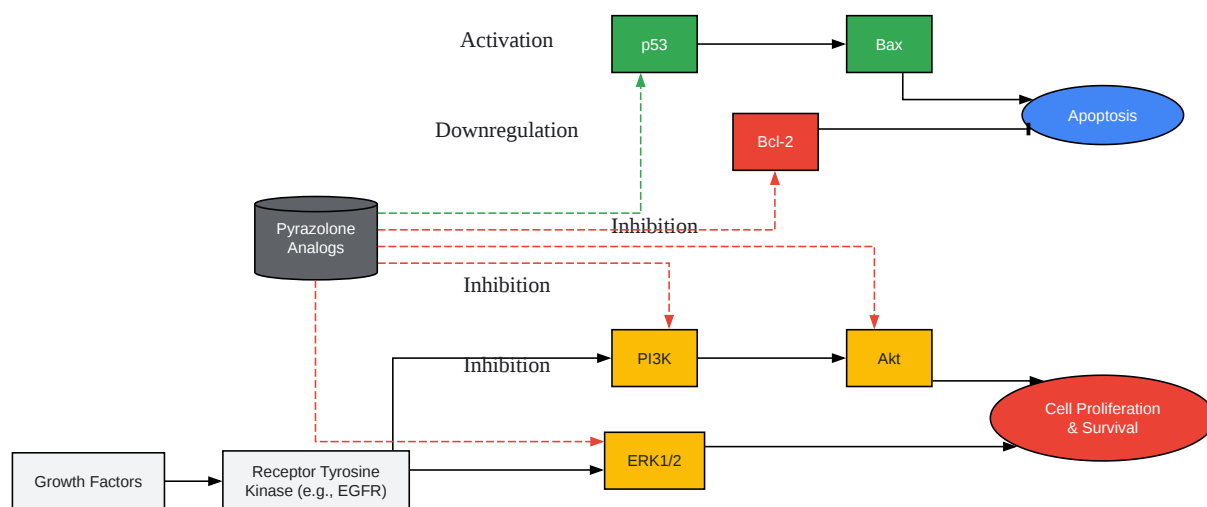 Activation
p53
Bax
Apoptosis
Downregulation
Bcl-2
Pyrazolone
Analogs
Inhibition
Inhibition
Inhibition
PI3K
Akt
Cell Proliferation
& Survival
ERK1/2
Growth Factors
Receptor Tyrosine
Kinase (e.g., EGFR)